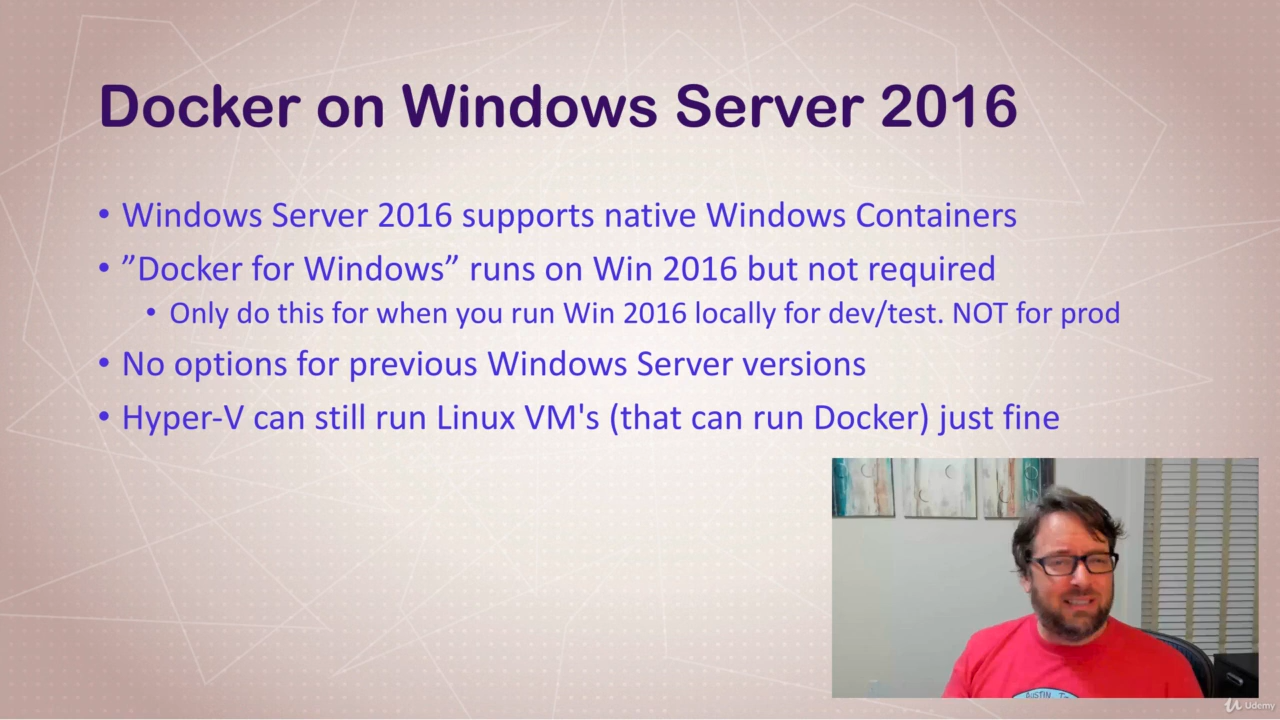 Docker on Windows Server 2016
• Windows Server 2016 supports native Windows Containers
• ”Docker for Windows” runs on Win 2016 but not required
• Only do this for when you run Win 2016 locally for dev/test. NOT for prod
• No options for previous Windows Server versions
• Hyper-V can still run Linux VM's (that can run Docker) just fine
AUSTIN,
Udemy